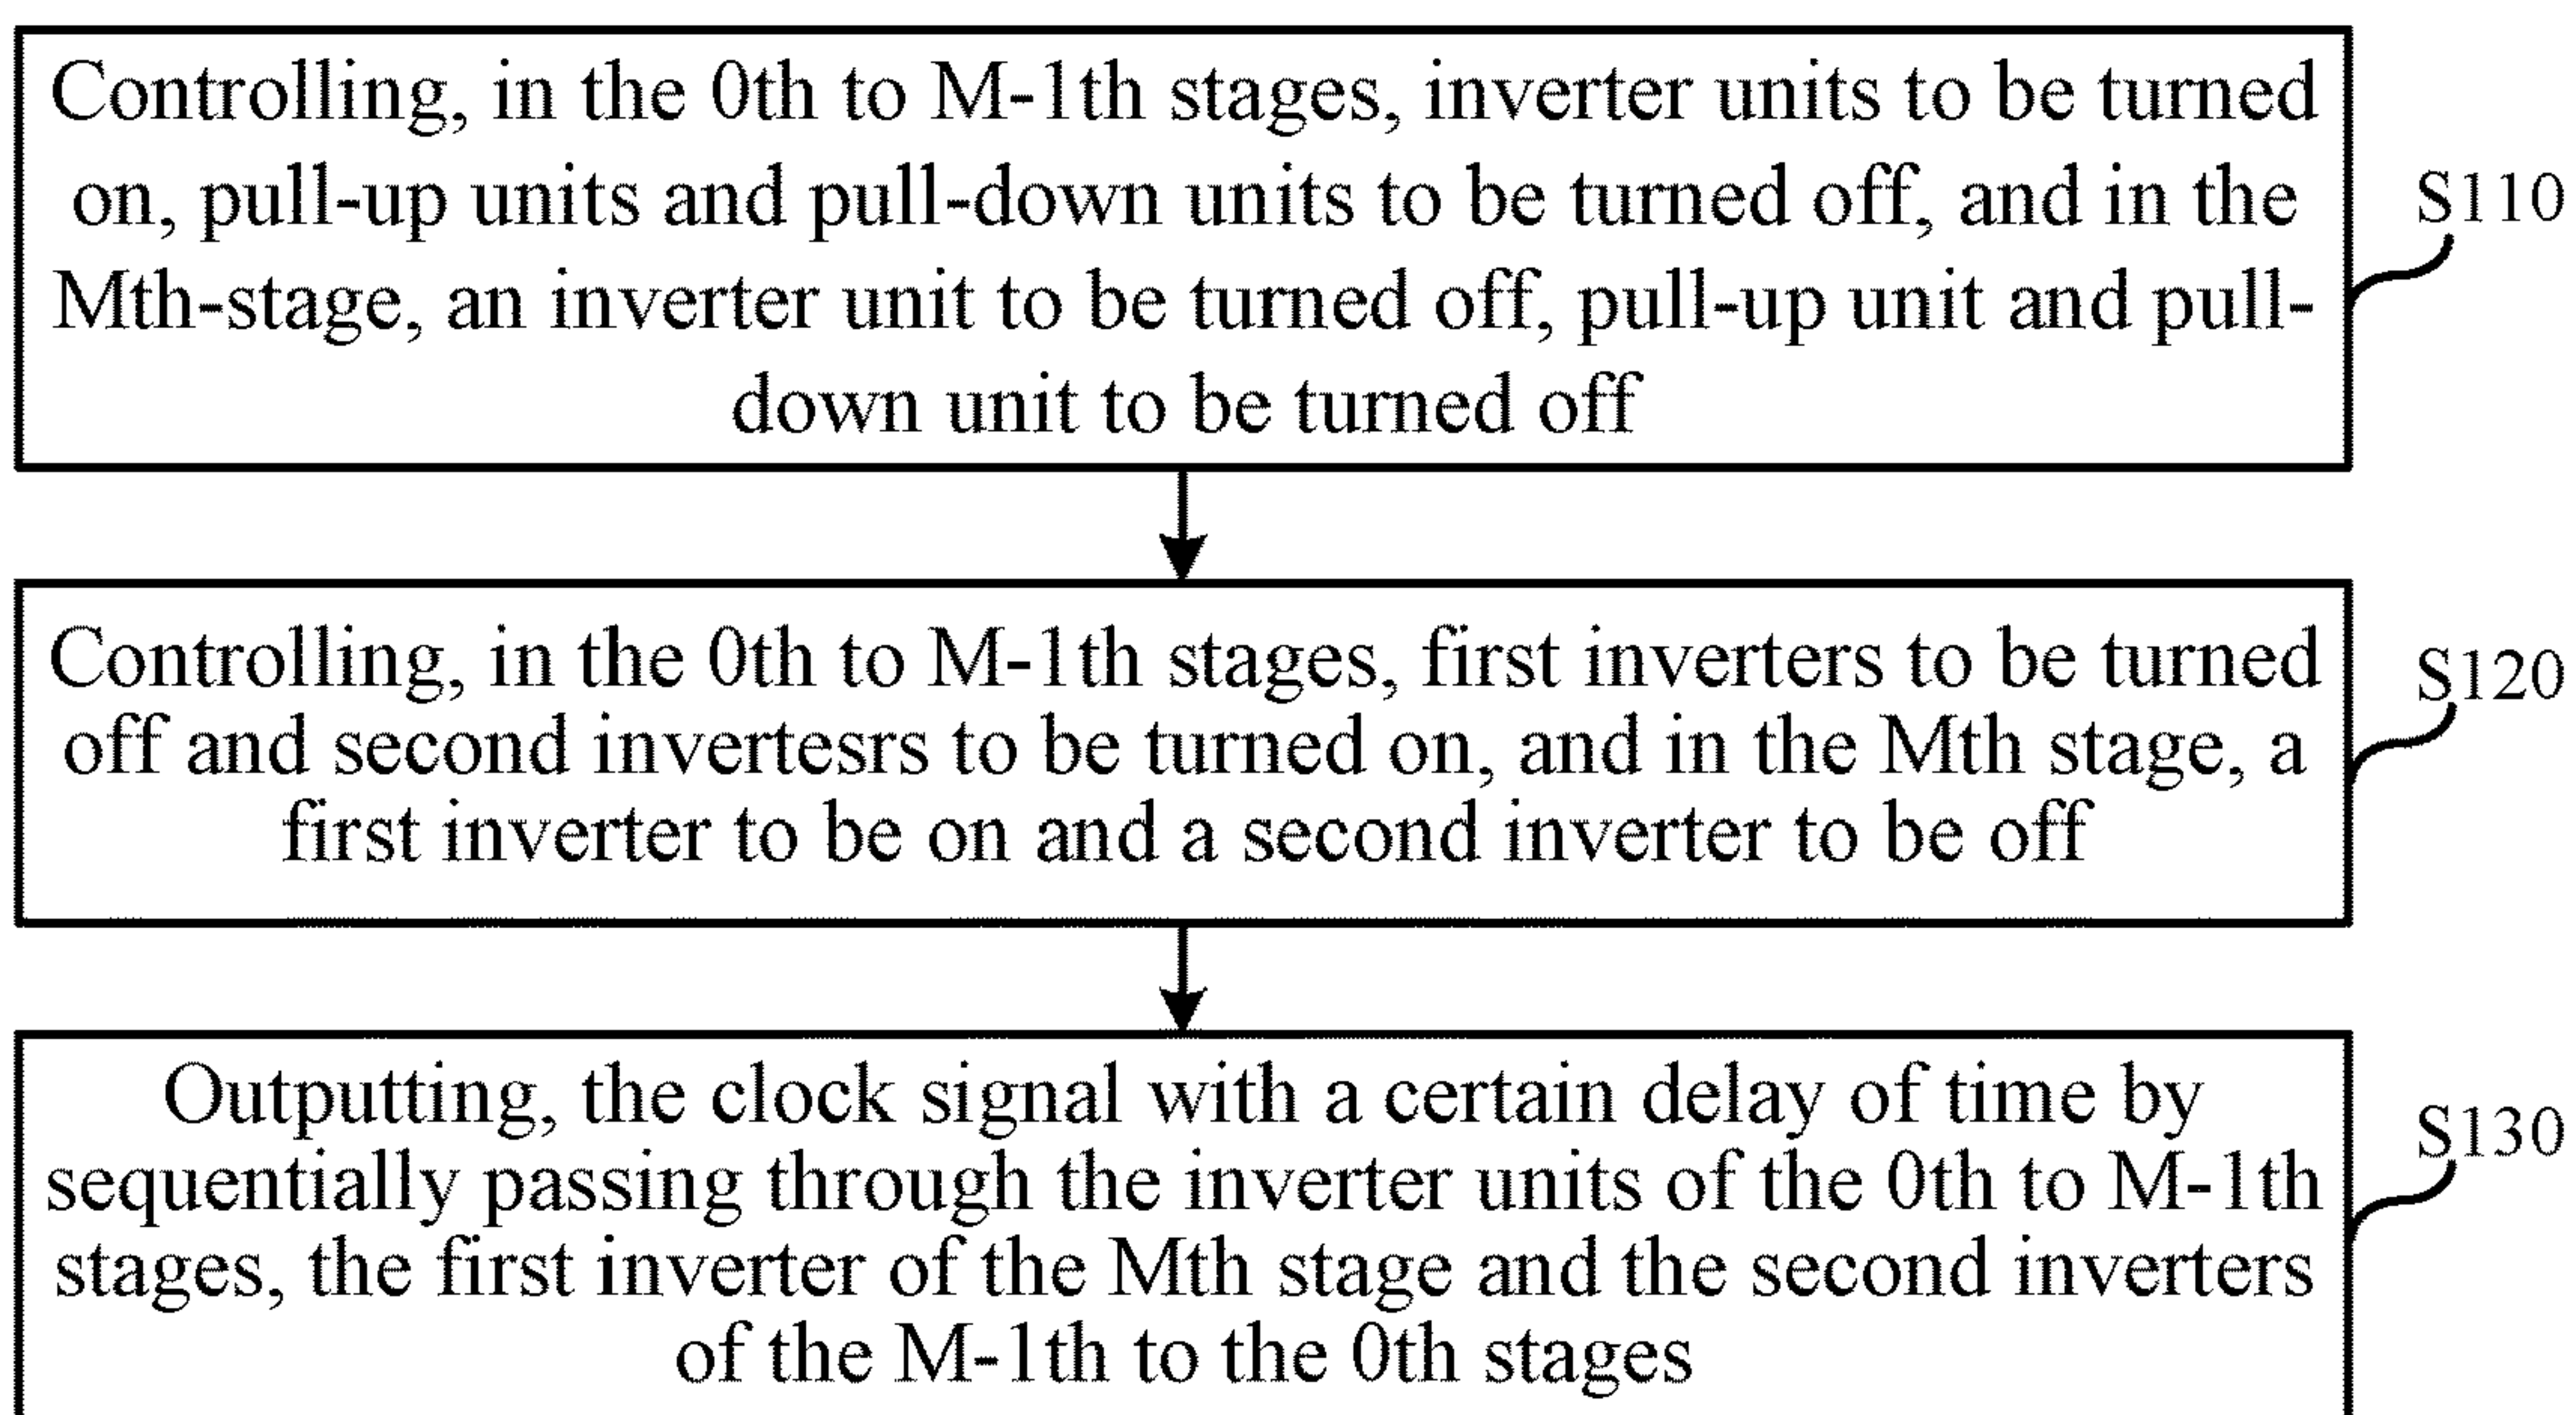 Controlling, in the 0th to M-1th stages, inverter units to be turned
on, pull-up units and pull-down units to be turned off, and in the
Mth-stage, an inverter unit to be turned off, pull-up unit and pull-
down unit to be turned off
S110
Controlling, in the 0th to M-1th stages, first inverters to be turned
off and second invertesrs to be turned on, and in the Mth stage, a
first inverter to be on and a second inverter to be off
S120
Outputting, the clock signal with a certain delay of time by
sequentially passing through the inverter units of the 0th to M-1th
stages, the first inverter of the Mth stage and the second inverters
of the M-1th to the 0th stages
S130